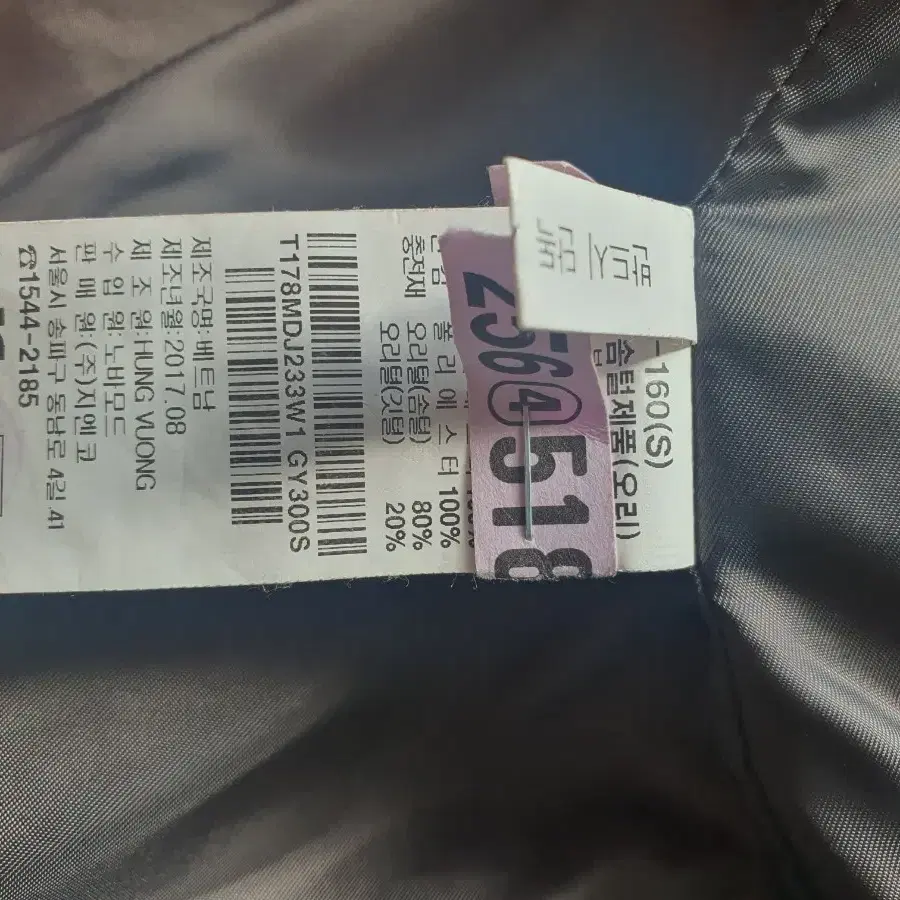 160(S)
솜털제품(오리)
2564518
폴리에스터 100%
충전재 오리털(솜털) 80%
오리털(깃털) 20%
T178MDJ233W1 GY300S
제조국명:베트남
제조년월:2017.08
제 조 원:HUNG VUONG
수 입 원:노바모드
판 매 원:(주)지엔코
서울시 송파구 동남로 4길 41
☎1544-2185